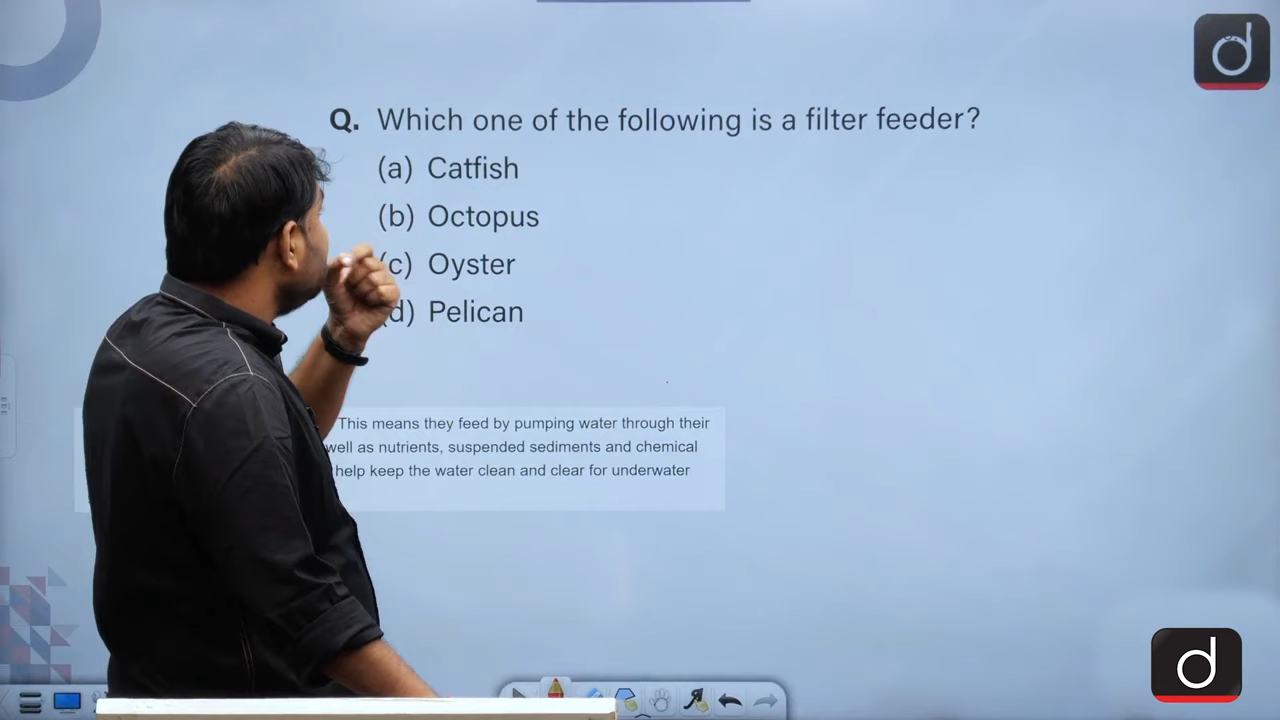 Q. Which one of the following is a filter feeder?
(a) Catfish
(b) Octopus
(c) Oyster
(d) Pelican
This means they feed by pumping water through their
well as nutrients, suspended sediments and chemical
help keep the water clean and clear for underwater
d
d